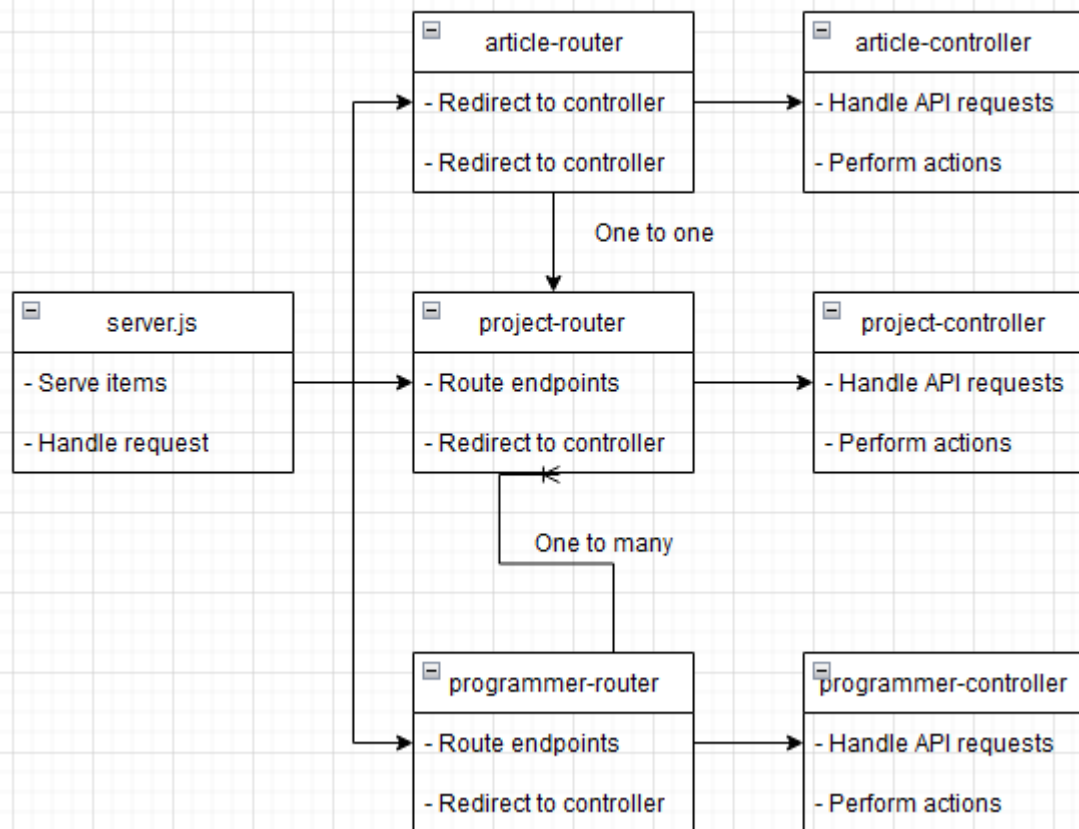 article-router
- Redirect to controller
- Redirect to controller
article-controller
- Handle API requests
- Perform actions
One to one
server.js
- Serve items
- Handle request
project-router
- Route endpoints
- Redirect to controller
project-controller
- Handle API requests
- Perform actions
One to many
programmer-router
- Route endpoints
- Redirect to controller
programmer-controller
- Handle API requests
- Perform actions